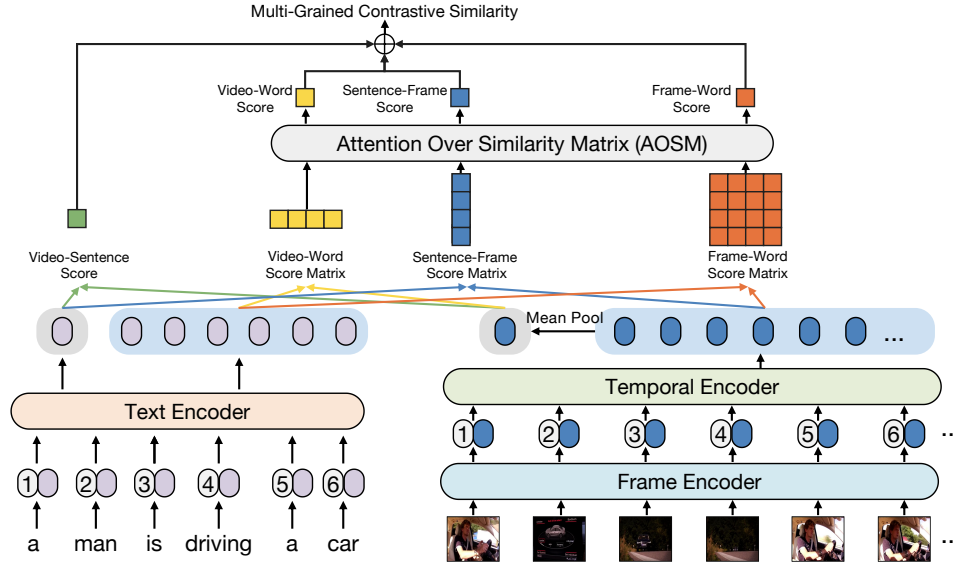 Multi-Grained Contrastive Similarity
Video-Word
Score
Sentence-Frame
Score
Frame-Word
Score
Attention Over Similarity Matrix (AOSM)
Video-Sentence
Score
Video-Word
Score Matrix
Sentence-Frame
Score Matrix
Frame-Word
Score Matrix
Mean Pool
...
Text Encoder
Temporal Encoder
1 2 3 4 5 6
1 2 3 4 5 6 ..
Frame Encoder
a man is driving a car
..